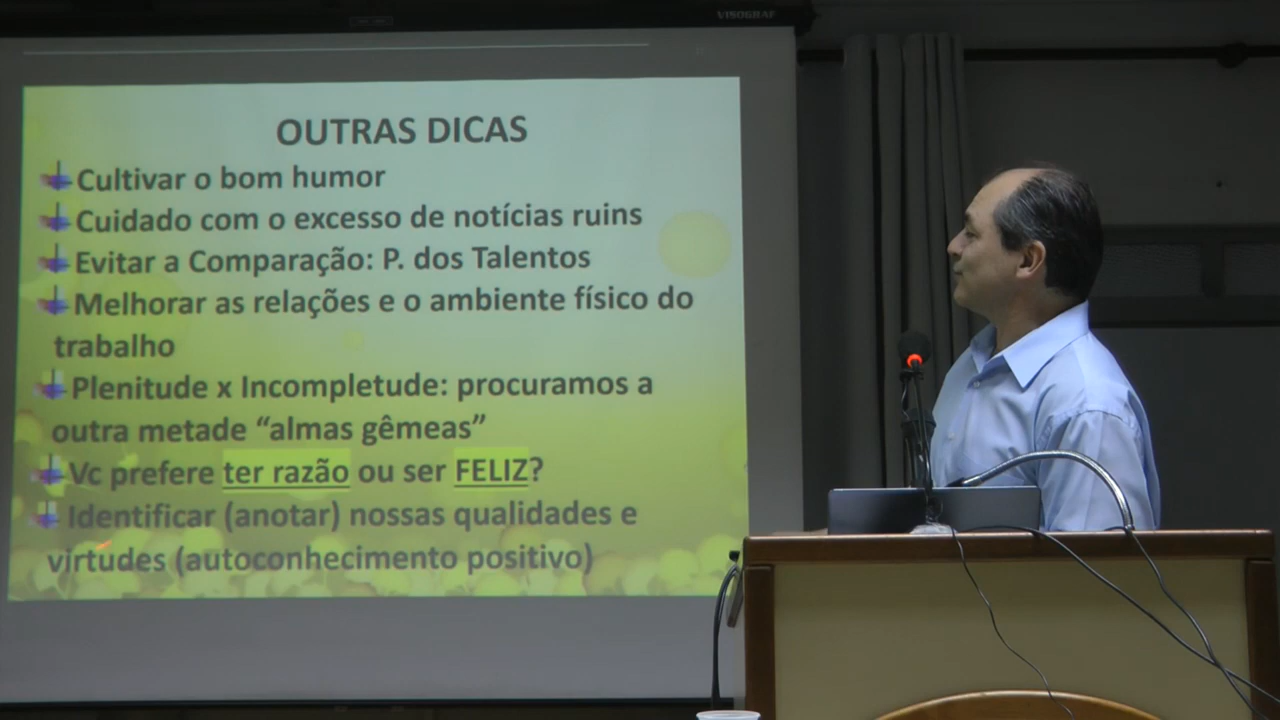 VISOGRAF
OUTRAS DICAS
Cultivar o bom humor
Cuidado com o excesso de notícias ruins
Evitar a Comparação: P. dos Talentos
Melhorar as relações e o ambiente físico do
trabalho
Plenitude x Incompletude: procuramos a
outra metade “almas gêmeas”
Vc prefere ter razão ou ser FELIZ?
Identificar (anotar) nossas qualidades e
virtudes (autoconhecimento positivo)